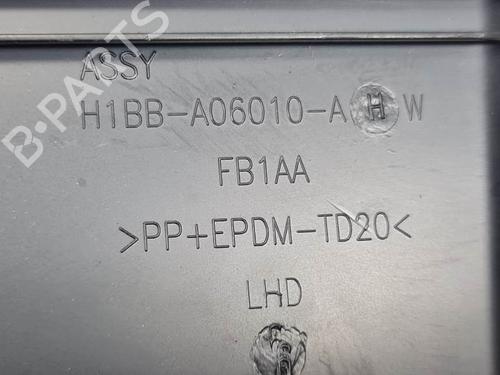 ASSY
H1BB-A06010-A H W
FB1AA
>PP+EPDM-TD20<
LHD
B-PARTS